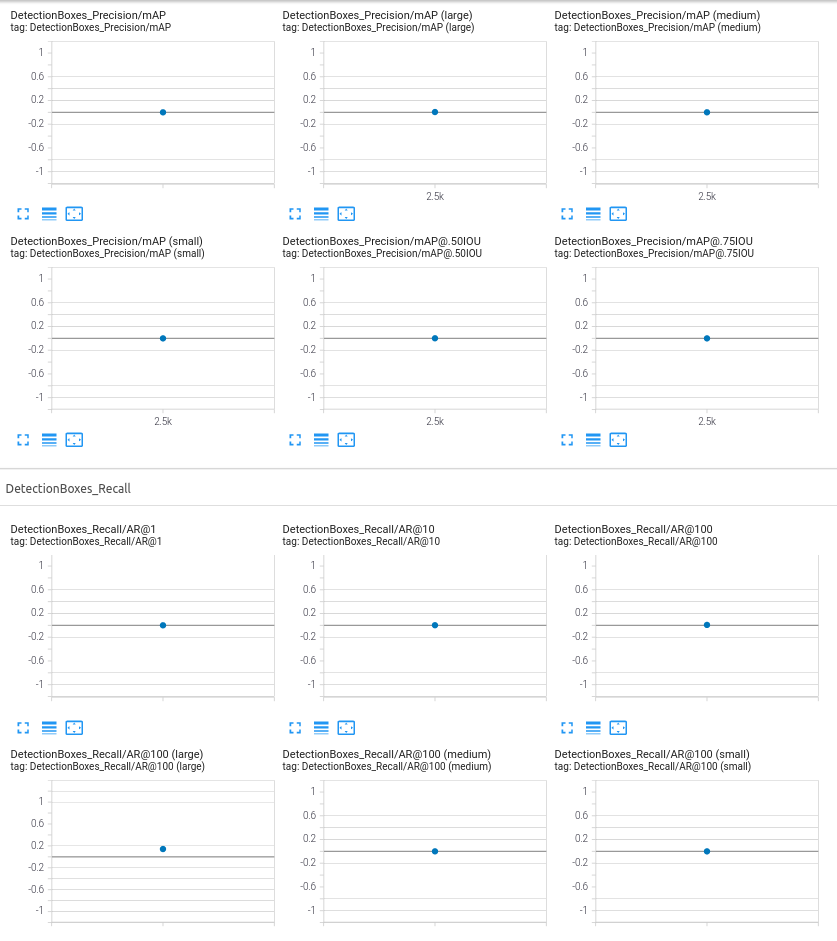 DetectionBoxes_Precision/mAP
tag: DetectionBoxes_Precision/mAP
1
0.6
0.2
-0.2
-0.6
-1
DetectionBoxes_Precision/mAP (large)
tag: DetectionBoxes_Precision/mAP (large)
1
0.6
0.2
-0.2
-0.6
-1
2.5k
DetectionBoxes_Precision/mAP (medium)
tag: DetectionBoxes_Precision/mAP (medium)
1
0.6
0.2
-0.2
-0.6
-1
2.5k
DetectionBoxes_Precision/mAP (small)
tag: DetectionBoxes_Precision/mAP (small)
1
0.6
0.2
-0.2
-0.6
-1
2.5k
DetectionBoxes_Precision/mAP@.50IOU
tag: DetectionBoxes_Precision/mAP@.50IOU
1
0.6
0.2
-0.2
-0.6
-1
2.5k
DetectionBoxes_Precision/mAP@.75IOU
tag: DetectionBoxes_Precision/mAP@.75IOU
1
0.6
0.2
-0.2
-0.6
-1
2.5k
DetectionBoxes_Recall
DetectionBoxes_Recall/AR@1
tag: DetectionBoxes_Recall/AR@1
1
0.6
0.2
-0.2
-0.6
-1
DetectionBoxes_Recall/AR@10
tag: DetectionBoxes_Recall/AR@10
1
0.6
0.2
-0.2
-0.6
-1
DetectionBoxes_Recall/AR@100
tag: DetectionBoxes_Recall/AR@100
1
0.6
0.2
-0.2
-0.6
-1
DetectionBoxes_Recall/AR@100 (large)
tag: DetectionBoxes_Recall/AR@100 (large)
1
0.6
0.2
-0.2
-0.6
-1
DetectionBoxes_Recall/AR@100 (medium)
tag: DetectionBoxes_Recall/AR@100 (medium)
1
0.6
0.2
-0.2
-0.6
-1
DetectionBoxes_Recall/AR@100 (small)
tag: DetectionBoxes_Recall/AR@100 (small)
1
0.6
0.2
-0.2
-0.6
-1